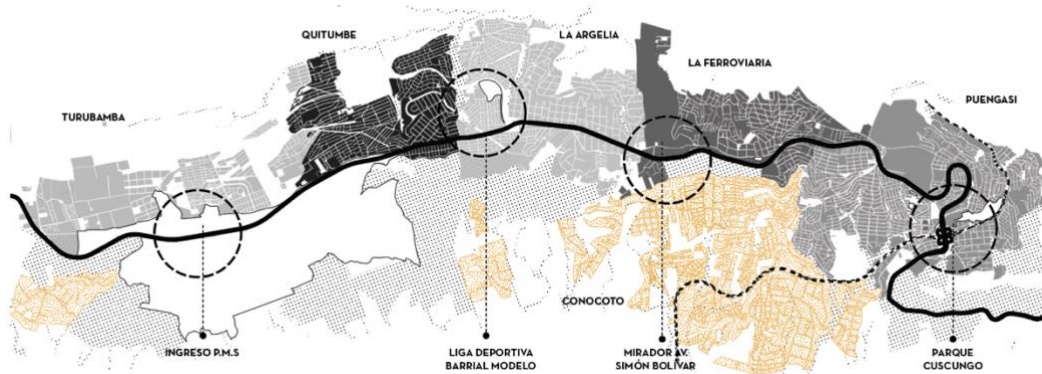 QUITUMBE
LA ARGELIA
LA FERROVIARIA
PUENGASI
TURUBAMBA
CONOCOTO
INGRESO P.M.S
LIGA DEPORTIVA
BARRIAL MODELO
MIRADOR AV.
SIMÓN BOLÍVAR
PARQUE
CUSCUNGO